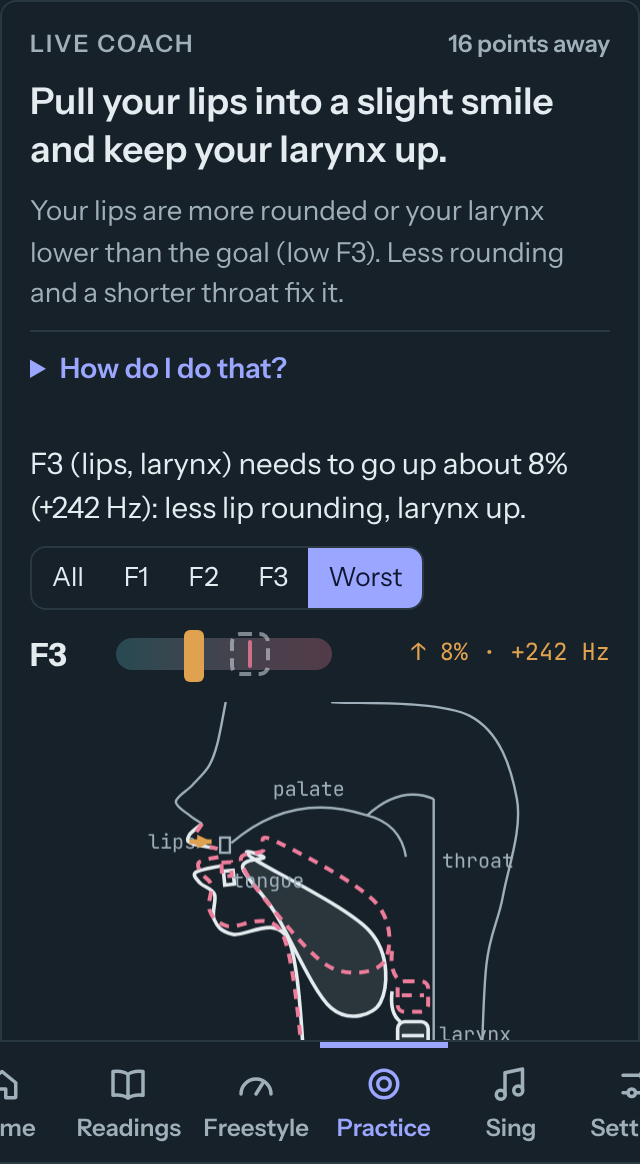 LIVE COACH
16 points away
Pull your lips into a slight smile
and keep your larynx up.
Your lips are more rounded or your larynx
lower than the goal (low F3). Less rounding
and a shorter throat fix it.
How do I do that?
F3 (lips, larynx) needs to go up about 8%
(+242 Hz): less lip rounding, larynx up.
All F1 F2 F3 Worst
F3
↑ 8% · +242 Hz
palate
lips
throat
tongue
larynx
me Readings Freestyle Practice Sing Sett